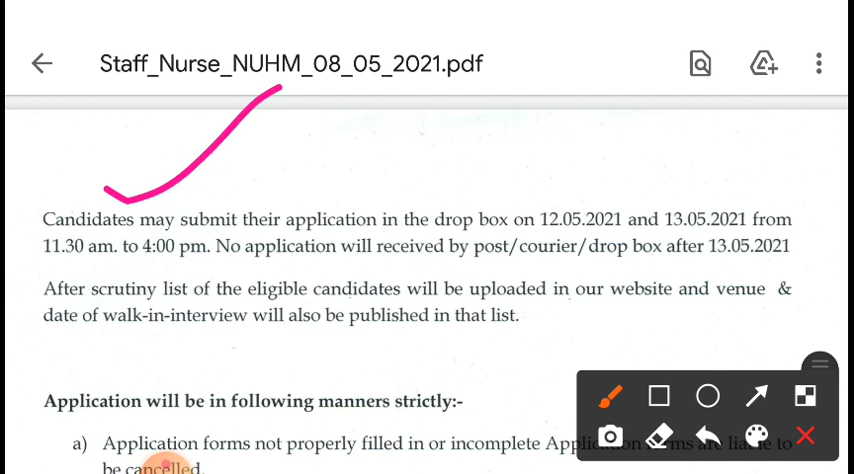 Staff_Nurse_NUHM_08_05_2021.pdf
Candidates may submit their application in the drop box on 12.05.2021 and 13.05.2021 from
11.30 am. to 4:00 pm. No application will received by post/courier/drop box after 13.05.2021
After scrutiny list of the eligible candidates will be uploaded in our website and venue &
date of walk-in-interview will also be published in that list.
Application will be in following manners strictly:-
a) Application forms not properly filled in or incomplete Application forms are liable to
be cancelled.